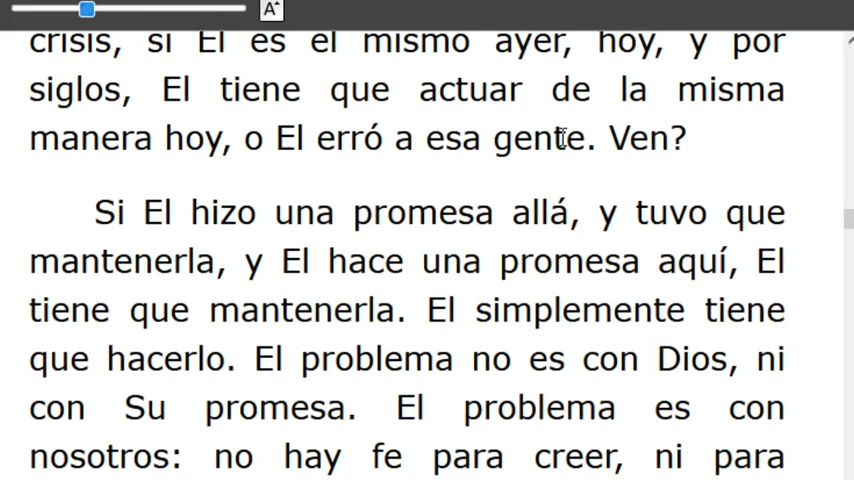 A
crisis, si El es el mismo ayer, hoy, y por
siglos, El tiene que actuar de la misma
manera hoy, o El erró a esa gente. Ven?
Si El hizo una promesa allá, y tuvo que
mantenerla, y El hace una promesa aquí, El
tiene que mantenerla. El simplemente tiene
que hacerlo. El problema no es con Dios, ni
con Su promesa. El problema es con
nosotros: no hay fe para creer, ni para